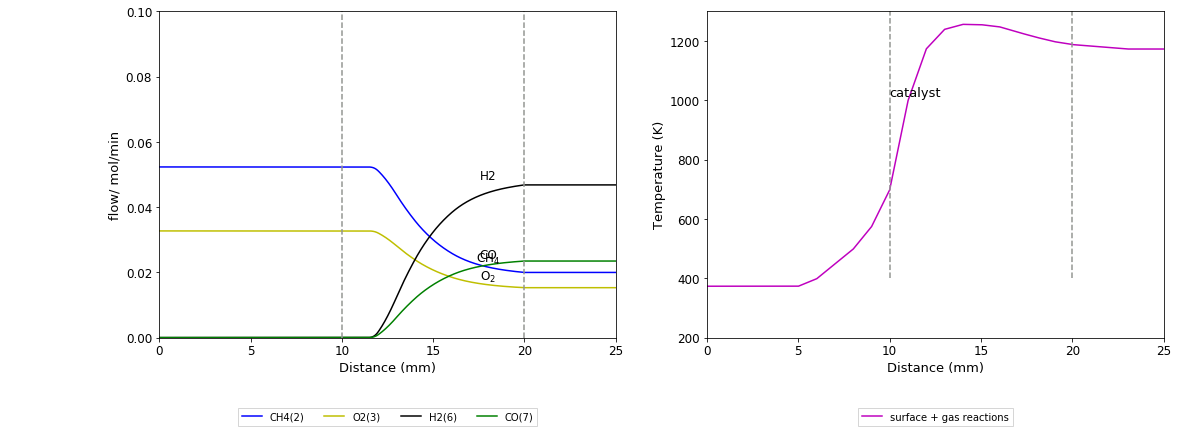 0.10
0.08
0.06
0.04
0.02
0.00
flow/ mol/min
H2
CO
CH₄
O₂
0 5 10 15 20 25
Distance (mm)
CH4(2) O2(3) H2(6) CO(7)
1200
1000
800
600
400
200
Temperature (K)
catalyst
0 5 10 15 20 25
Distance (mm)
surface + gas reactions